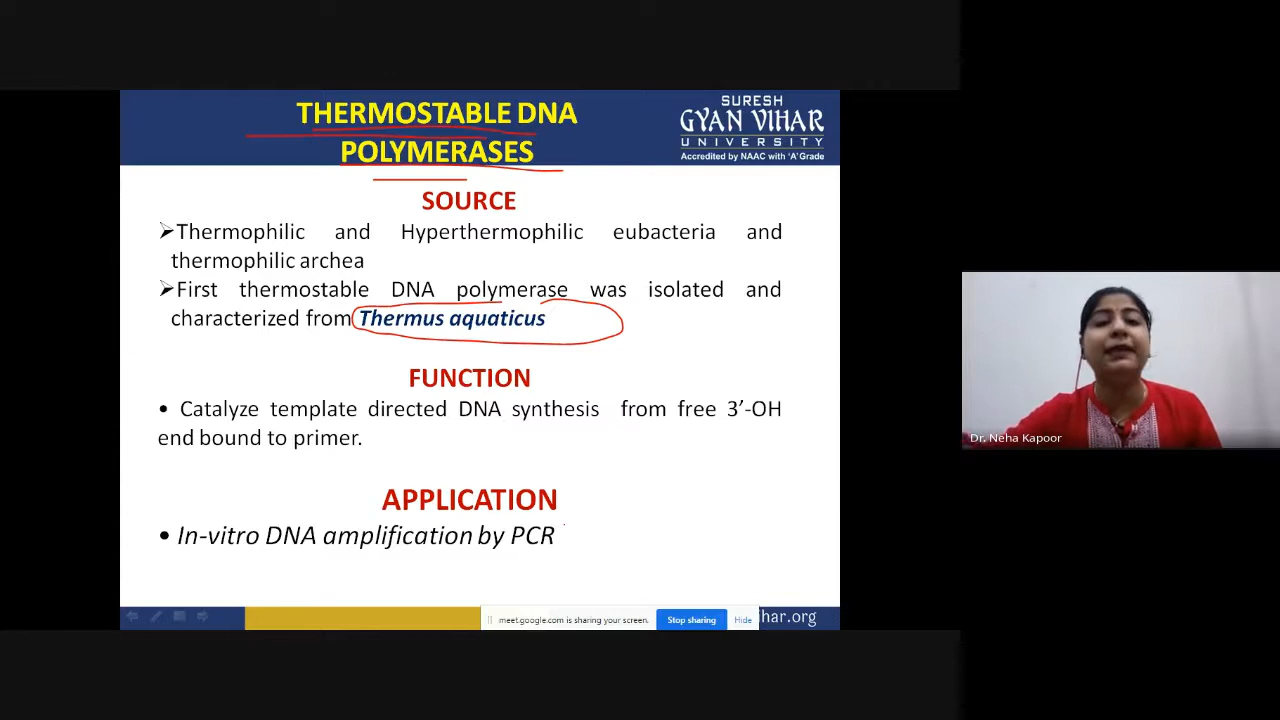 THERMOSTABLE DNA
POLYMERASES
SURESH
GYAN VIHAR
UNIVERSITY
Accredited by NAAC with 'A' Grade
SOURCE
➢Thermophilic and Hyperthermophilic eubacteria and
thermophilic archea
➢First thermostable DNA polymerase was isolated and
characterized from Thermus aquaticus
FUNCTION
• Catalyze template directed DNA synthesis from free 3’-OH
end bound to primer.
APPLICATION
• In-vitro DNA amplification by PCR
meet.google.com is sharing your screen.
Stop sharing
Hide
ihar.org
Dr. Neha Kapoor